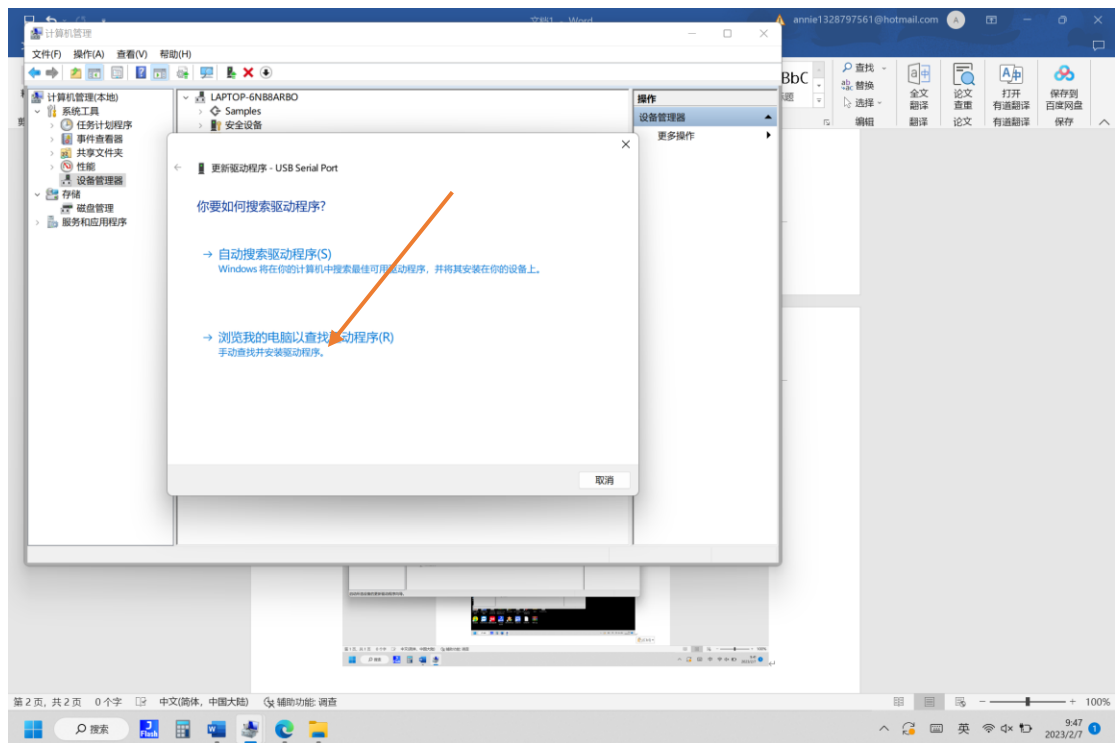 文档1 - Word
annie1328797561@hotmail.com
A
计算机管理
文件(F) 操作(A) 查看(V) 帮助(H)
计算机管理(本地)
系统工具
任务计划程序
事件查看器
共享文件夹
性能
设备管理器
存储
磁盘管理
服务和应用程序
LAPTOP-6NB8ARBO
Samples
安全设备
操作
设备管理器
更多操作
更新驱动程序 - USB Serial Port
你要如何搜索驱动程序?
自动搜索驱动程序(S)
Windows 将在你的计算机中搜索最佳可用驱动程序，并将其安装在你的设备上。
浏览我的电脑以查找驱动程序(R)
手动查找并安装驱动程序。
取消
BbC
查找
替换
选择
编辑
全文
翻译
翻译
论文
查重
论文
打开
有道翻译
有道翻译
保存到
百度网盘
保存
第2页, 共2页 0个字 中文(简体, 中国大陆) 辅助功能: 调查
100%
搜索
J
Flash
英
9:47
2023/2/7
1